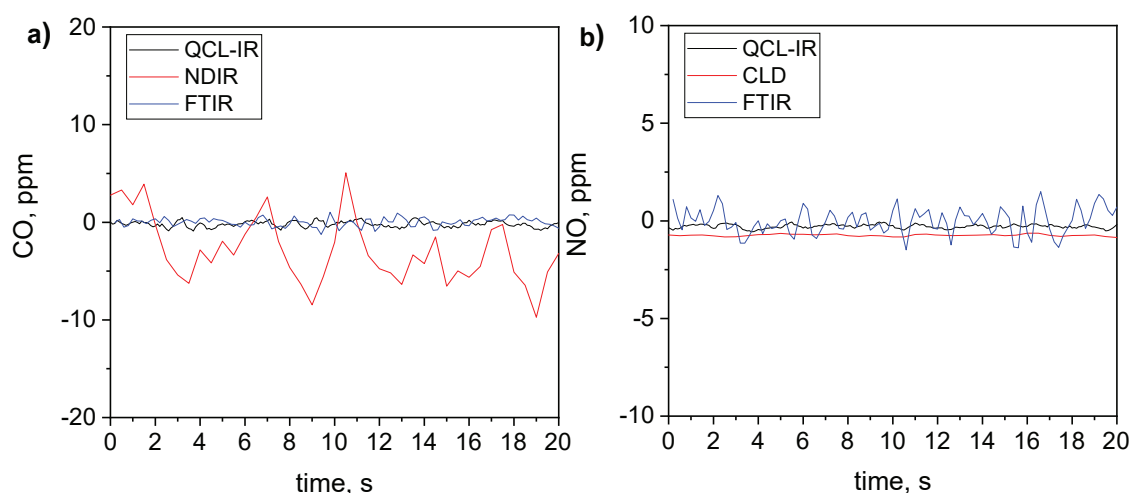 a)
QCL-IR
NDIR
FTIR
CO, ppm
20
10
0
-10
-20
0 2 4 6 8 10 12 14 16 18 20
time, s
b)
QCL-IR
CLD
FTIR
NO, ppm
10
5
0
-5
-10
0 2 4 6 8 10 12 14 16 18 20
time, s